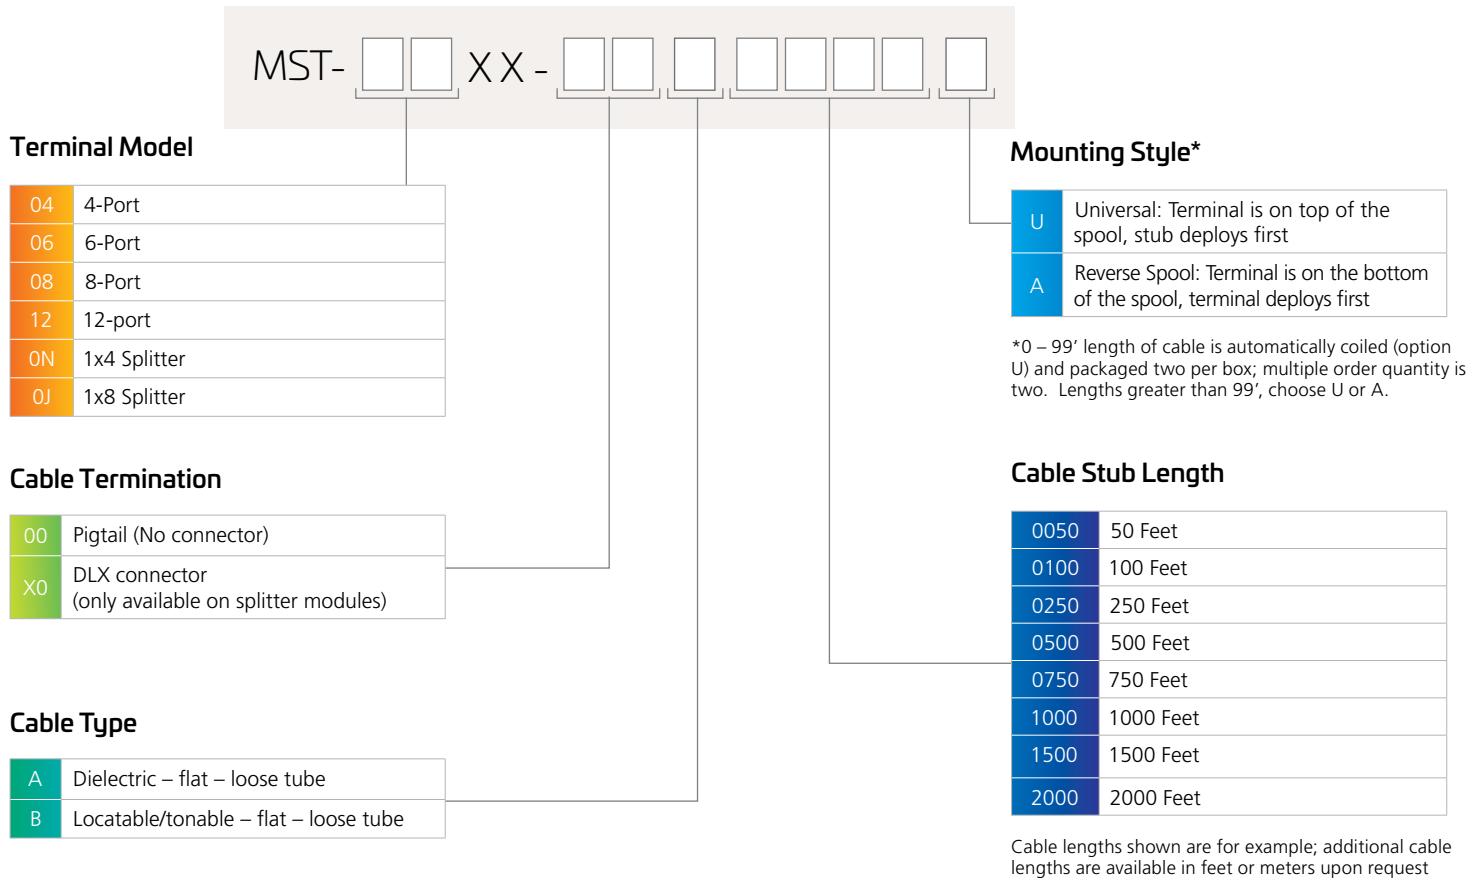 MST- XX -
Terminal Model
04 4-Port
06 6-Port
08 8-Port
12 12-port
0N 1x4 Splitter
0J 1x8 Splitter
Cable Termination
00 Pigtail (No connector)
X0 DLX connector
(only available on splitter modules)
Cable Type
A Dielectric – flat – loose tube
B Locatable/tonable – flat – loose tube
Mounting Style*
U Universal: Terminal is on top of the
spool, stub deploys first
A Reverse Spool: Terminal is on the bottom
of the spool, terminal deploys first
*0 – 99’ length of cable is automatically coiled (option
U) and packaged two per box; multiple order quantity is
two. Lengths greater than 99’, choose U or A.
Cable Stub Length
0050 50 Feet
0100 100 Feet
0250 250 Feet
0500 500 Feet
0750 750 Feet
1000 1000 Feet
1500 1500 Feet
2000 2000 Feet
Cable lengths shown are for example; additional cable
lengths are available in feet or meters upon request